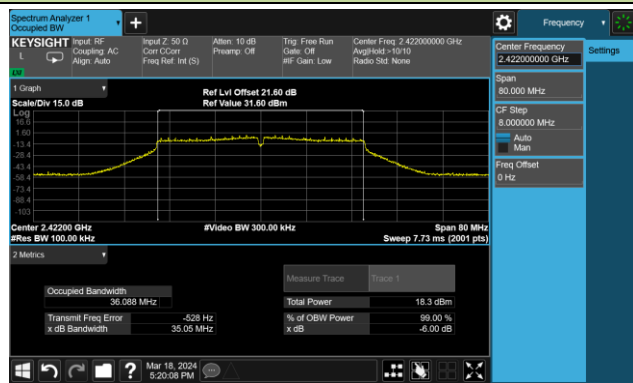 Spectrum Analyzer 1
Occupied BW
+
Frequency
KEYSIGHT
L
Input: RF
Coupling: AC
Align: Auto
Input Z: 50 Ω
Corr CCorr
Freq Ref: Int (S)
Atten: 10 dB
Preamp: Off
Trig: Free Run
Gate: Off
#IF Gain: Low
Center Freq: 2.422000000 GHz
Avg|Hold:>10/10
Radio Std: None
1 Graph
Scale/Div 15.0 dB
Ref Lvl Offset 21.60 dB
Ref Value 31.60 dBm
Log
16.6
1.60
-13.4
-28.4
-43.4
-58.4
-73.4
-88.4
-103
Center 2.42200 GHz
#Res BW 100.00 kHz
#Video BW 300.00 kHz
Span 80 MHz
Sweep 7.73 ms (2001 pts)
2 Metrics
Measure Trace
Trace 1
Occupied Bandwidth
36.088 MHz
Total Power
18.3 dBm
Transmit Freq Error
-528 Hz
% of OBW Power
99.00 %
x dB Bandwidth
35.05 MHz
x dB
-6.00 dB
Center Frequency
2.422000000 GHz
Settings
Span
80.000 MHz
CF Step
8.000000 MHz
Auto
Man
Freq Offset
0 Hz
?
Mar 18, 2024
5:20:08 PM